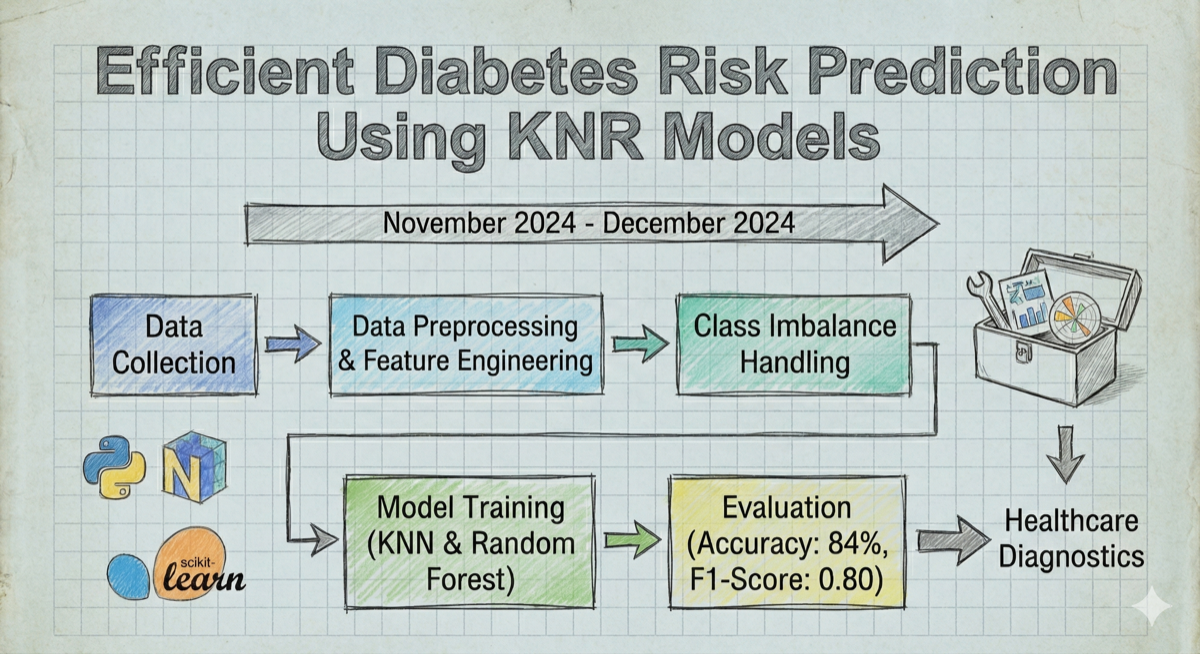 Efficient Diabetes Risk Prediction
Using KNR Models
November 2024 - December 2024
Data
Collection
Data Preprocessing
& Feature Engineering
Class Imbalance
Handling
N
scikit-
learn
Model Training
(KNN & Random
Forest)
Evaluation
(Accuracy: 84%,
F1-Score: 0.80)
Healthcare
Diagnostics